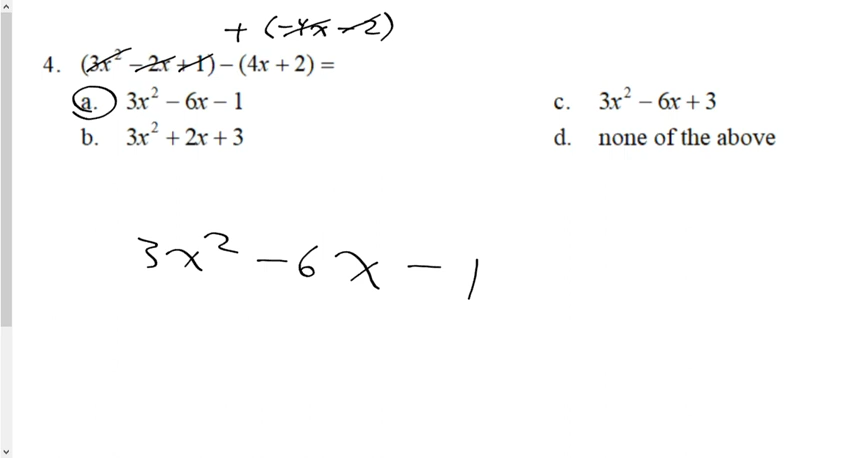 + (-4x - 2)
4. (3x² - 2x + 1) - (4x + 2) =
a. 3x² - 6x - 1
c. 3x² - 6x + 3
b. 3x² + 2x + 3
d. none of the above
3x² - 6x - 1